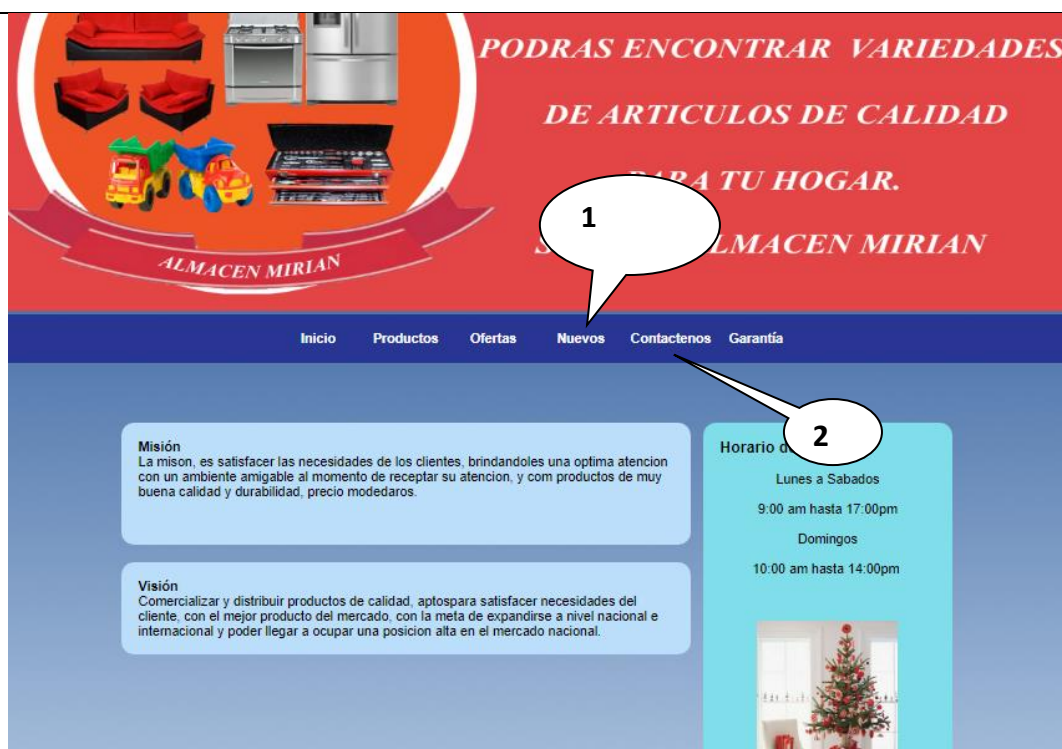 PODRAS ENCONTRAR VARIEDADES
DE ARTICULOS DE CALIDAD
TU HOGAR.
MIRIAN
ALMACEN MIRIAN
1
Inicio Productos Ofertas Nuevos Contactenos Garantía
2
Misión
La mison, es satisfacer las necesidades de los clientes, brindandoles una optima atencion
con un ambiente amigable al momento de receptar su atencion, y com productos de muy
buena calidad y durabilidad, precio modedaros.
Visión
Comercializar y distribuir productos de calidad, aptospara satisfacer necesidades del
cliente, con el mejor producto del mercado, con la meta de expandirse a nivel nacional e
internacional y poder llegar a ocupar una posicion alta en el mercado nacional.
Horario
Lunes a Sabados
9:00 am hasta 17:00pm
Domingos
10:00 am hasta 14:00pm